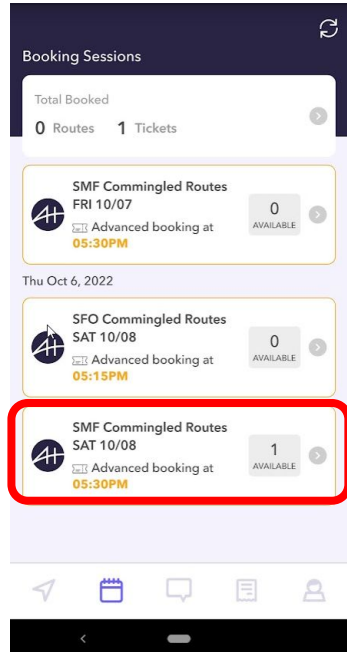 Booking Sessions
Total Booked
0 Routes 1 Tickets
SMF Commingled Routes
FRI 10/07
Advanced booking at
05:30PM
0
AVAILABLE
Thu Oct 6, 2022
SFO Commingled Routes
SAT 10/08
Advanced booking at
05:15PM
0
AVAILABLE
SMF Commingled Routes
SAT 10/08
Advanced booking at
05:30PM
1
AVAILABLE